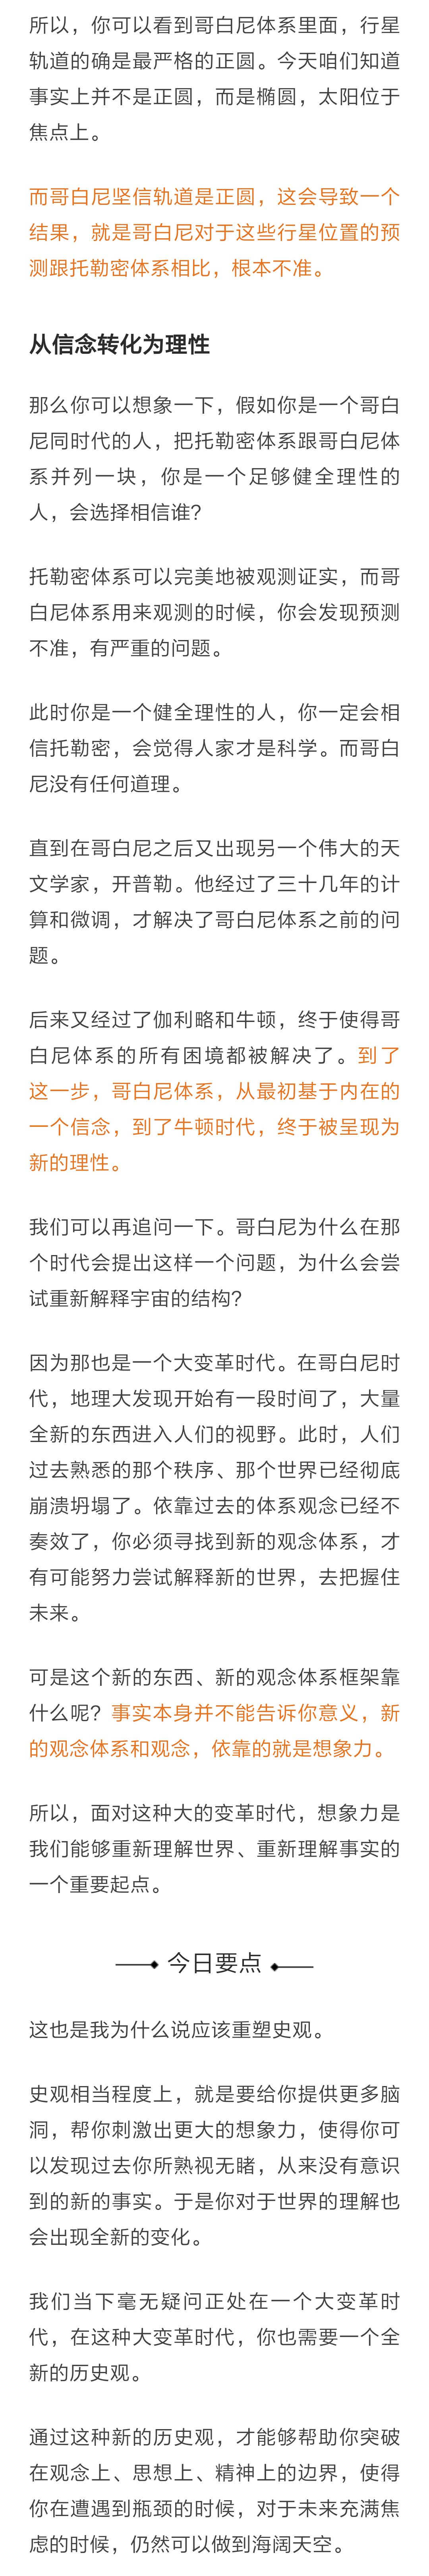 所以，你可以看到哥白尼体系里面，行星
轨道的确是最严格的正圆。今天咱们知道
事实上并不是正圆，而是椭圆，太阳位于
焦点上。
而哥白尼坚信轨道是正圆，这会导致一个
结果，就是哥白尼对于这些行星位置的预
测跟托勒密体系相比，根本不准。
从信念转化为理性
那么你可以想象一下，假如你是一个哥白
尼同时代的人，把托勒密体系跟哥白尼体
系并列一块，你是一个足够健全理性的
人，会选择相信谁？
托勒密体系可以完美地被观测证实，而哥
白尼体系用来观测的时候，你会发现预测
不准，有严重的问题。
此时你是一个健全理性的人，你一定会相
信托勒密，会觉得人家才是科学。而哥白
尼没有任何道理。
直到在哥白尼之后又出现另一个伟大的天
文学家，开普勒。他经过了三十几年的计
算和微调，才解决了哥白尼体系之前的问
题。
后来又经过了伽利略和牛顿，终于使得哥
白尼体系的所有困境都被解决了。到了
这一步，哥白尼体系，从最初基于内在的
一个信念，到了牛顿时代，终于被呈现为
新的理性。
我们可以再追问一下。哥白尼为什么在那
个时代会提出这样一个问题，为什么会尝
试重新解释宇宙的结构？
因为那也是一个大变革时代。在哥白尼时
代，地理大发现开始有一段时间了，大量
全新的东西进入人们的视野。此时，人们
过去熟悉的那个秩序、那个世界已经彻底
崩溃坍塌了。依靠过去的体系观念已经不
奏效了，你必须寻找到新的观念体系，才
有可能努力尝试解释新的世界，去把握住
未来。
可是这个新的东西、新的观念体系框架靠
什么呢？事实本身并不能告诉你意义，新
的观念体系和观念，依靠的就是想象力。
所以，面对这种大的变革时代，想象力是
我们能够重新理解世界、重新理解事实的
一个重要起点。
今日要点
这也是我为什么说应该重塑史观。
史观相当程度上，就是要给你提供更多脑
洞，帮你刺激出更大的想象力，使得你可
以发现过去你所熟视无睹，从来没有意识
到的新的事实。于是你对于世界的理解也
会出现全新的变化。
我们当下毫无疑问正处在一个大变革时
代，在这种大变革时代，你也需要一个全
新的历史观。
通过这种新的历史观，才能够帮助你突破
在观念上、思想上、精神上的边界，使得
你在遭遇到瓶颈的时候，对于未来充满焦
虑的时候，仍然可以做到海阔天空。